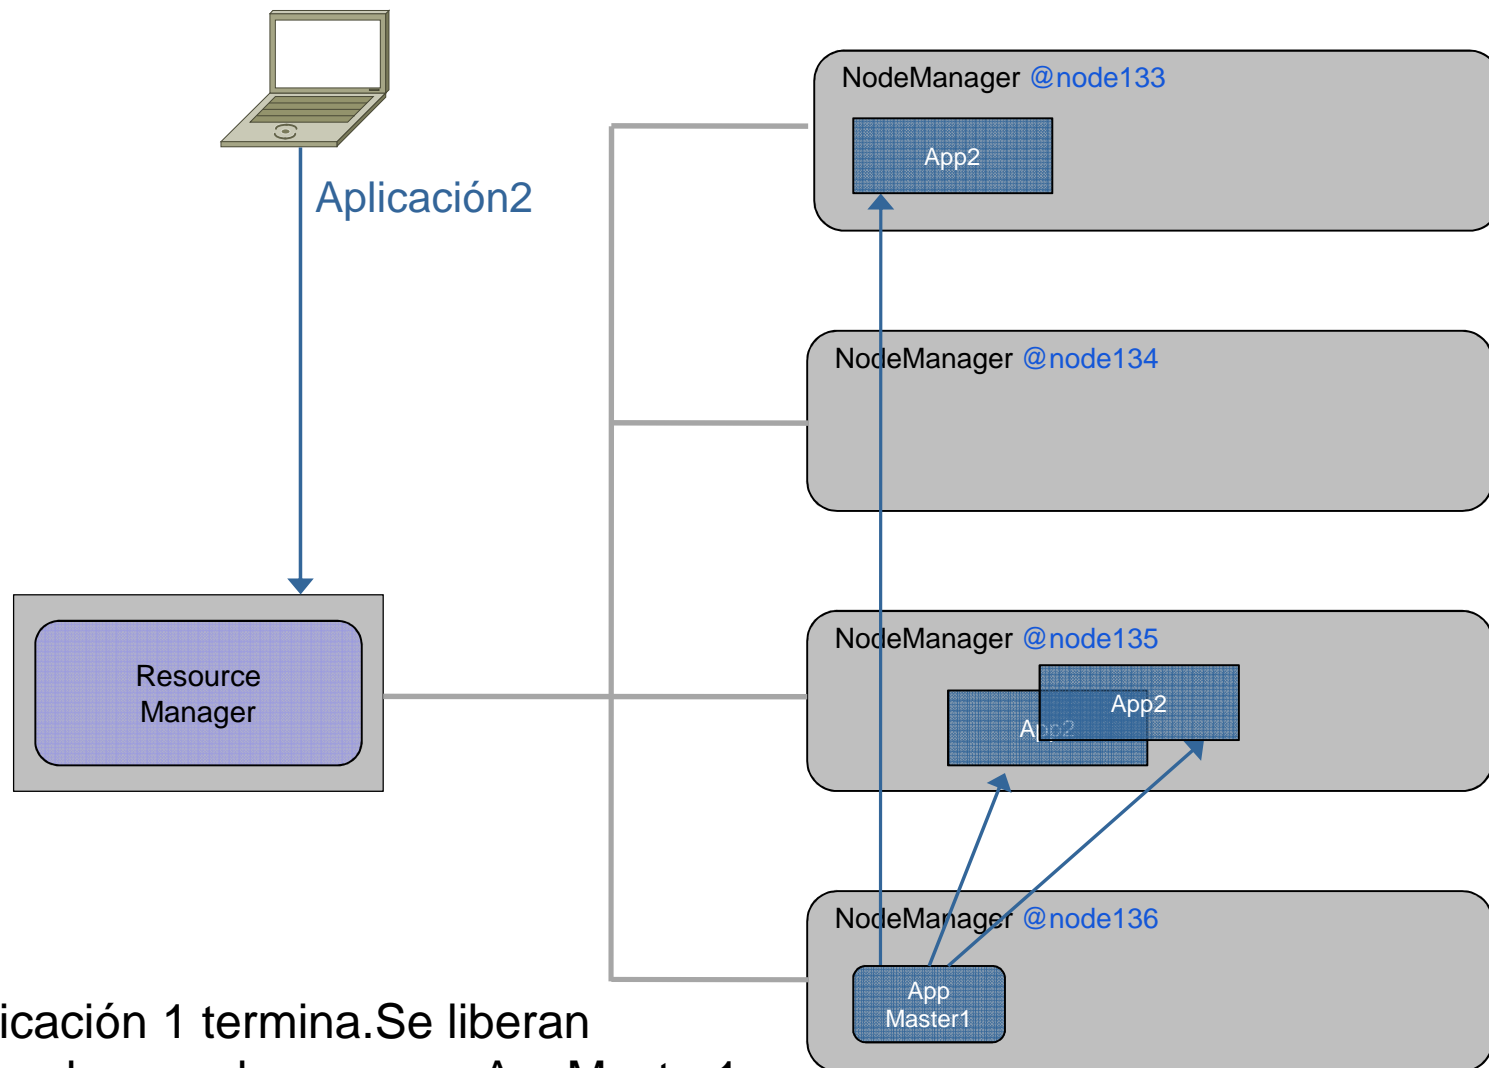 NodeManager @node133
App2
Aplicación2
NodeManager @node134
NodeManager @node135
App2
App2
Resource
Manager
NodeManager @node136
App
Master1
icación 1 termina.Se liberan